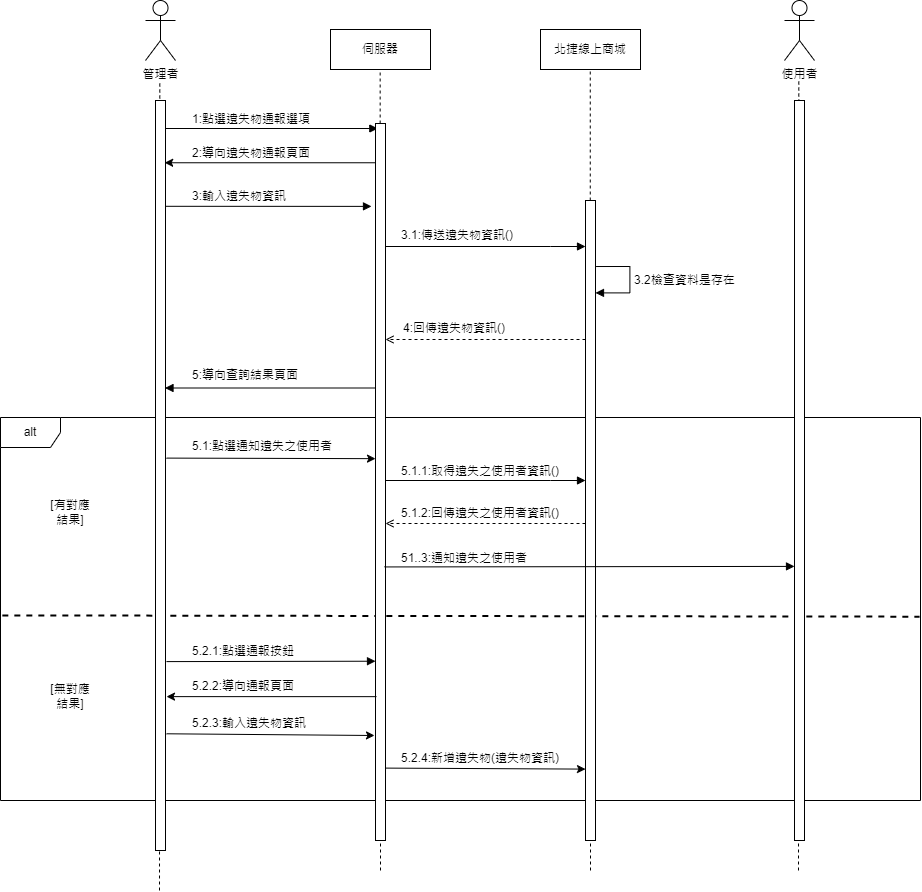 伺服器
北捷線上商城
管理者
使用者
1:點選遺失物通報選項
2:導向遺失物通報頁面
3:輸入遺失物資訊
3.1:傳送遺失物資訊()
3.2檢查資料是存在
4:回傳遺失物資訊()
5:導向查詢結果頁面
alt
5.1:點選通知遺失之使用者
5.1.1:取得遺失之使用者資訊()
[有對應
結果]
5.1.2:回傳遺失之使用者資訊()
51..3:通知遺失之使用者
5.2.1:點選通報按鈕
5.2.2:導向通報頁面
[無對應
結果]
5.2.3:輸入遺失物資訊
5.2.4:新增遺失物(遺失物資訊)